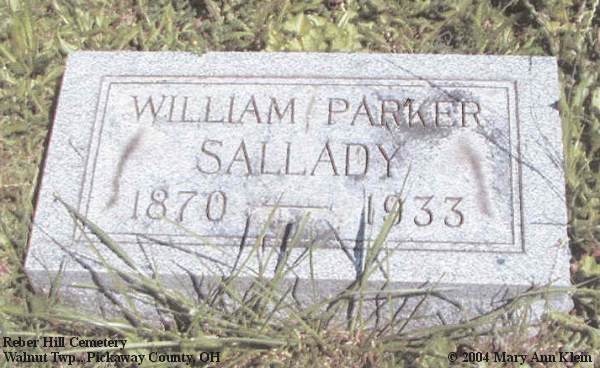 WILLIAM PARKER
SALLADY
1870 – 1933
Reber Hill Cemetery
Walnut Twp., Pickaway County, OH
© 2004 Mary Ann Klein